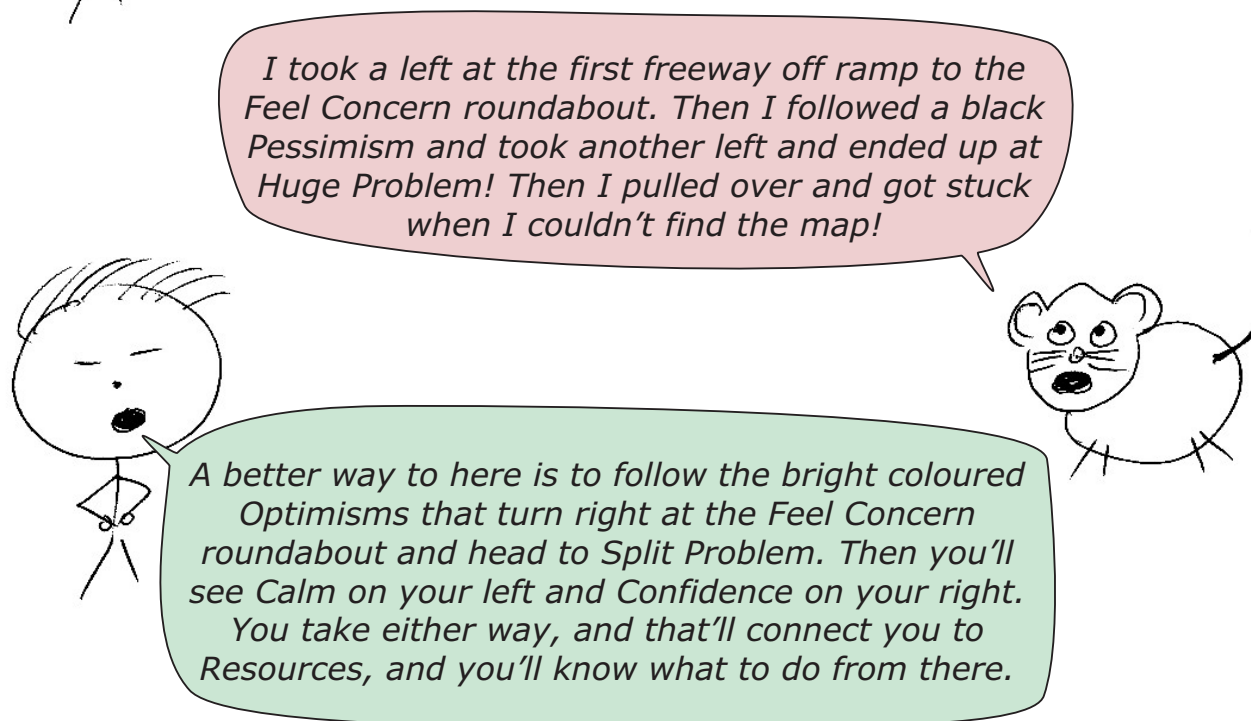 I took a left at the first freeway off ramp to the
Feel Concern roundabout. Then I followed a black
Pessimism and took another left and ended up at
Huge Problem! Then I pulled over and got stuck
when I couldn’t find the map!
A better way to here is to follow the bright coloured
Optimisms that turn right at the Feel Concern
roundabout and head to Split Problem. Then you’ll
see Calm on your left and Confidence on your right.
You take either way, and that’ll connect you to
Resources, and you’ll know what to do from there.